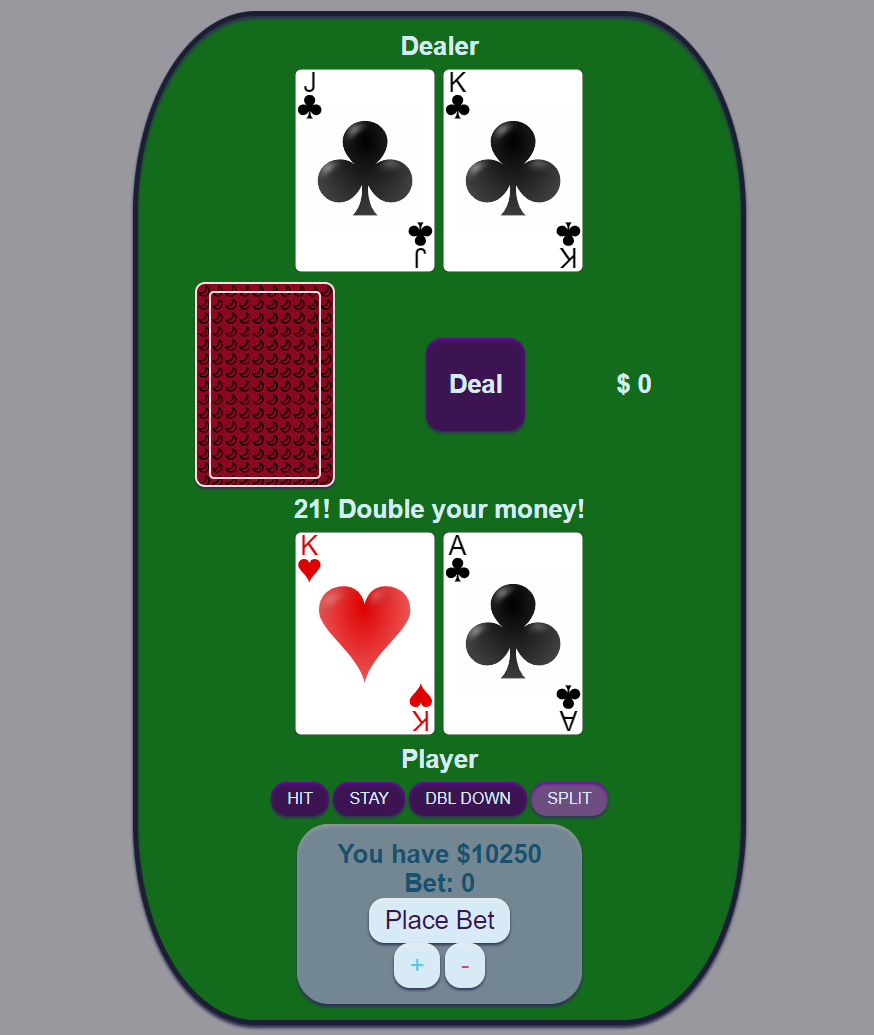 Dealer
J K
J K
Deal
$ 0
21! Double your money!
K A
K A
Player
HIT STAY DBL DOWN SPLIT
You have $10250
Bet: 0
Place Bet
+ -